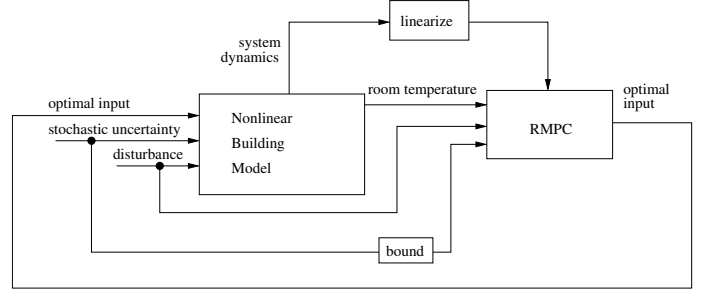 linearize
system
dynamics
room temperature
optimal
input
optimal input
Nonlinear
stochastic uncertainty
Building
RMPC
disturbance
Model
bound